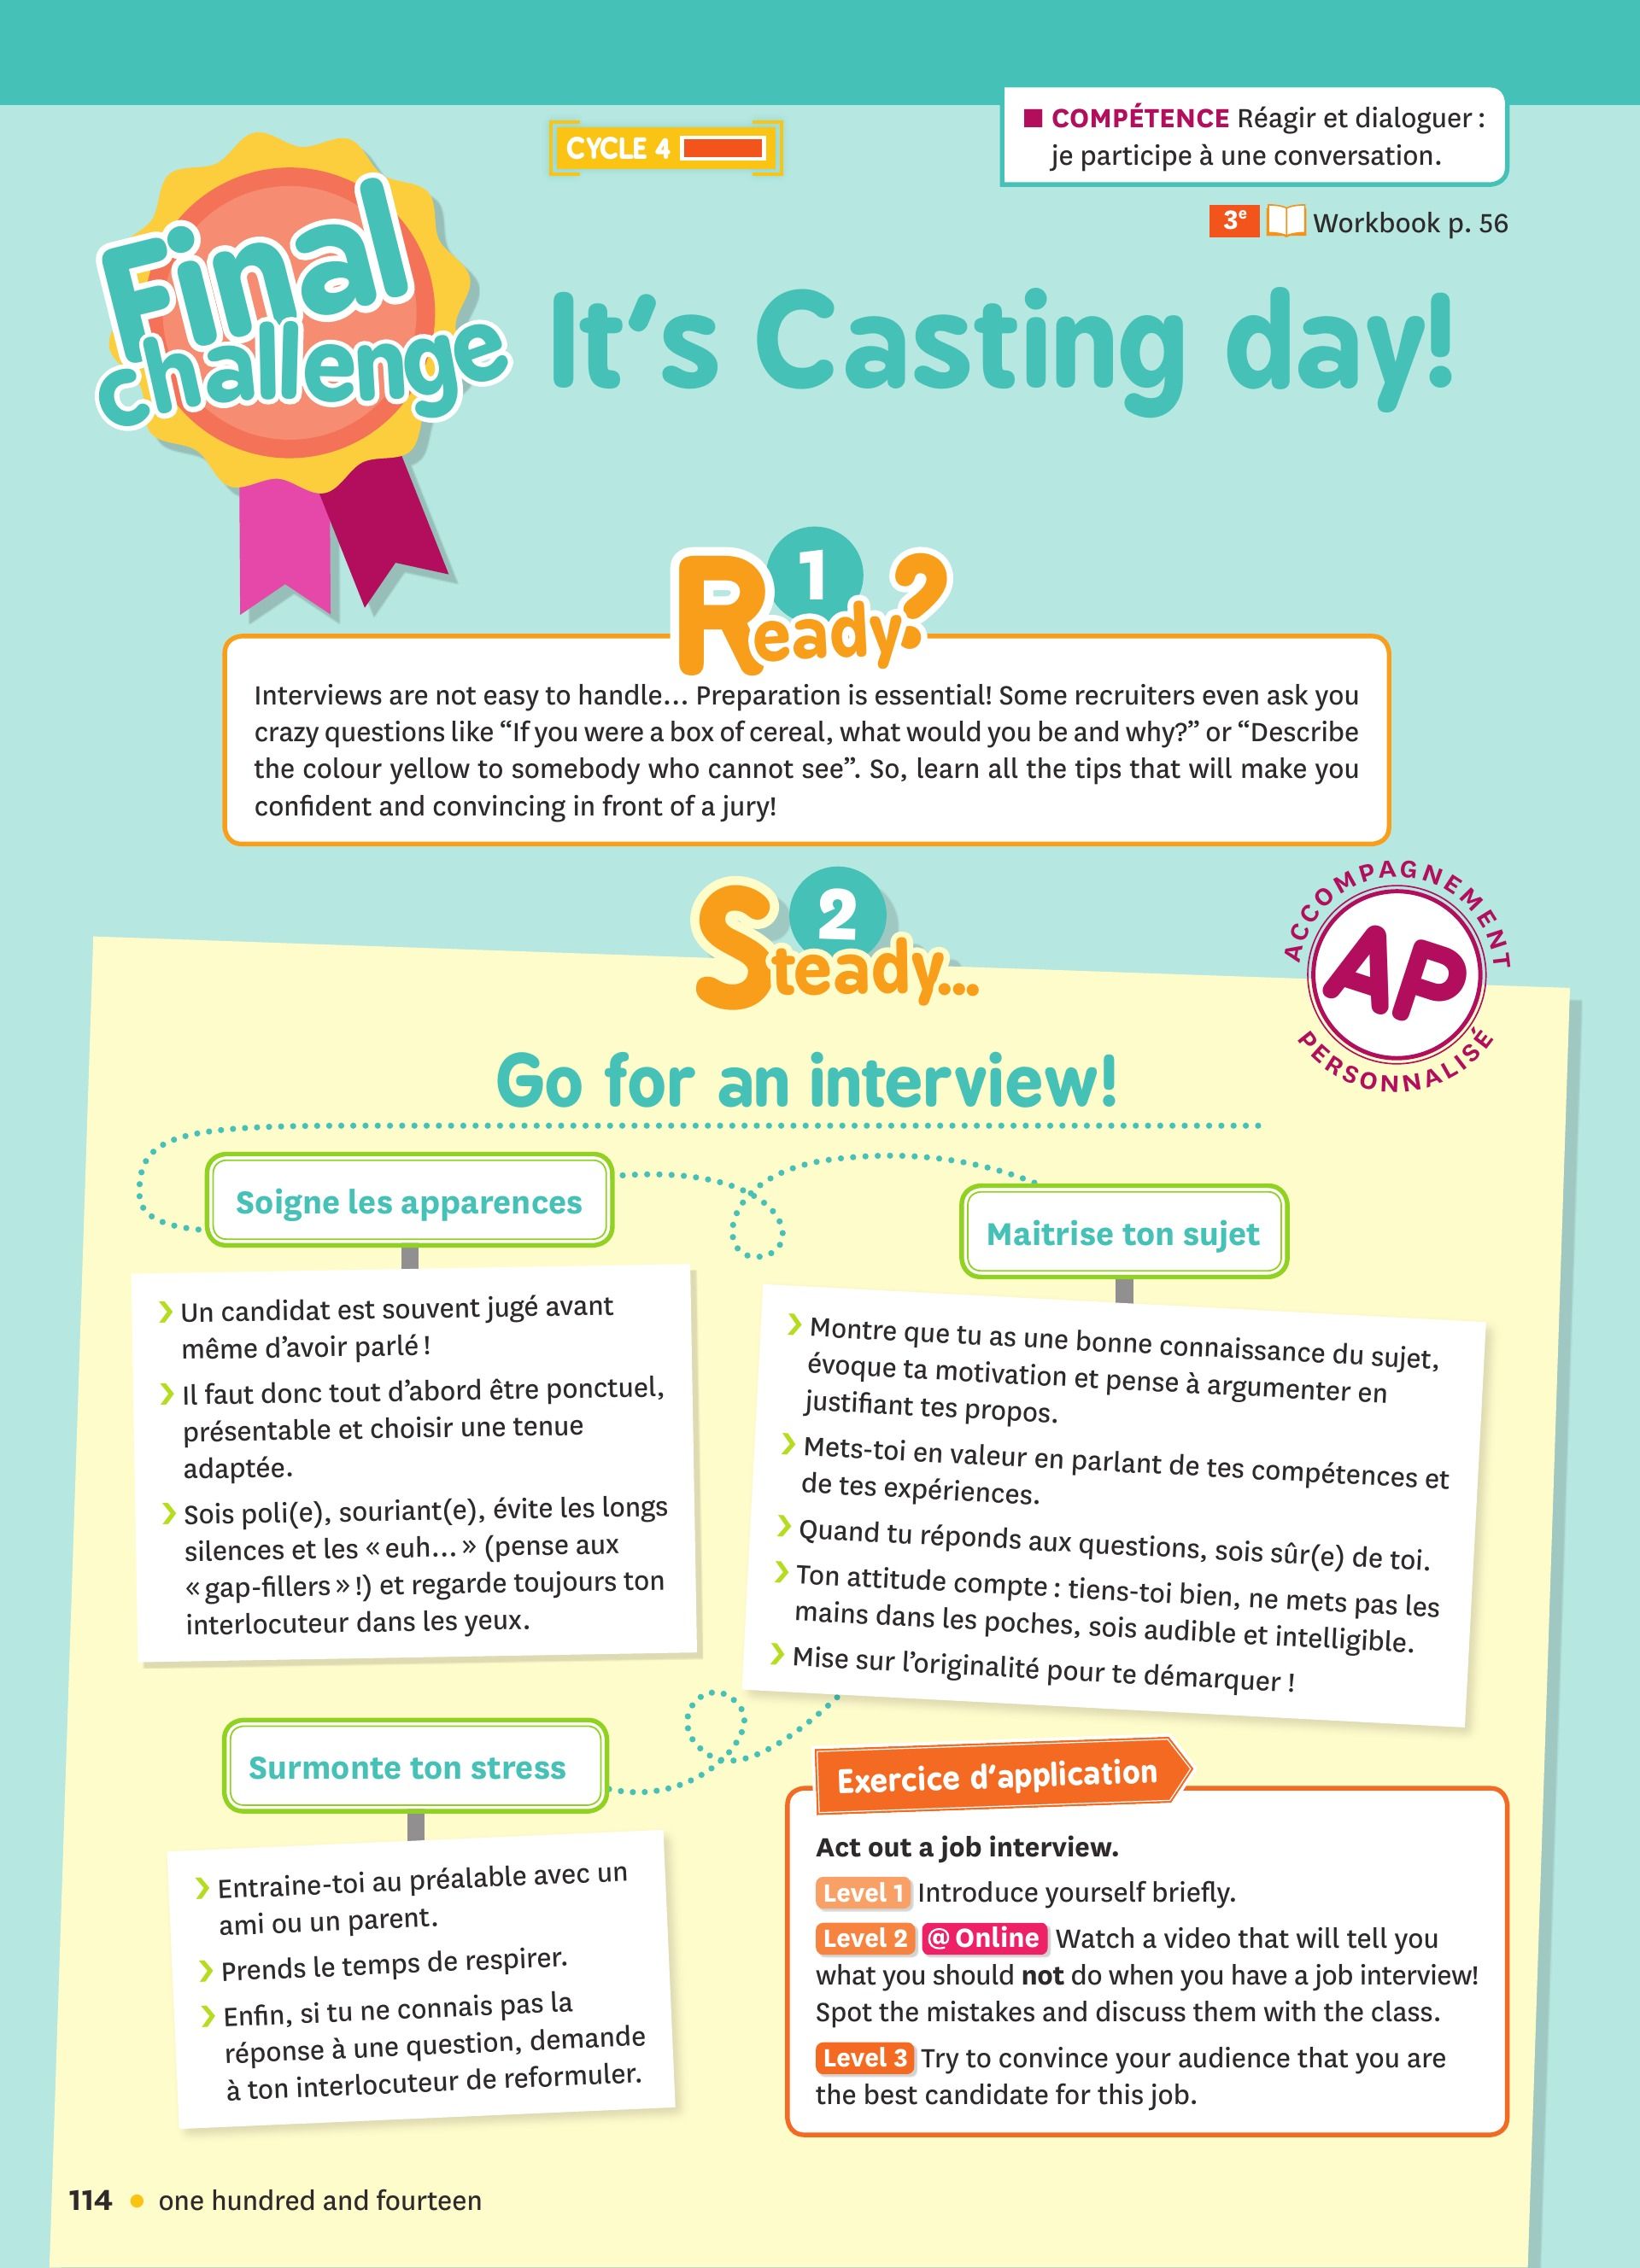 CYCLE 4
COMPÉTENCE Réagir et dialoguer :
je participe à une conversation.
3e Workbook p. 56
Final
challenge
It's Casting day!
1
Ready?
Interviews are not easy to handle… Preparation is essential! Some recruiters even ask you
crazy questions like “If you were a box of cereal, what would you be and why?” or “Describe
the colour yellow to somebody who cannot see”. So, learn all the tips that will make you
confident and convincing in front of a jury!
2
Steady...
ACCOMPAGNEMENT
AP
PERSONNALISÉ
Go for an interview!
Soigne les apparences
Un candidat est souvent jugé avant
même d’avoir parlé !
Il faut donc tout d’abord être ponctuel,
présentable et choisir une tenue
adaptée.
Sois poli(e), souriant(e), évite les longs
silences et les « euh… » (pense aux
« gap-fillers » !) et regarde toujours ton
interlocuteur dans les yeux.
Maitrise ton sujet
Montre que tu as une bonne connaissance du sujet,
évoque ta motivation et pense à argumenter en
justifiant tes propos.
Mets-toi en valeur en parlant de tes compétences et
de tes expériences.
Quand tu réponds aux questions, sois sûr(e) de toi.
Ton attitude compte : tiens-toi bien, ne mets pas les
mains dans les poches, sois audible et intelligible.
Mise sur l’originalité pour te démarquer !
Surmonte ton stress
Entraine-toi au préalable avec un
ami ou un parent.
Prends le temps de respirer.
Enfin, si tu ne connais pas la
réponse à une question, demande
à ton interlocuteur de reformuler.
Exercice d’application
Act out a job interview.
Level 1 Introduce yourself briefly.
Level 2 @ Online Watch a video that will tell you
what you should not do when you have a job interview!
Spot the mistakes and discuss them with the class.
Level 3 Try to convince your audience that you are
the best candidate for this job.
114 • one hundred and fourteen